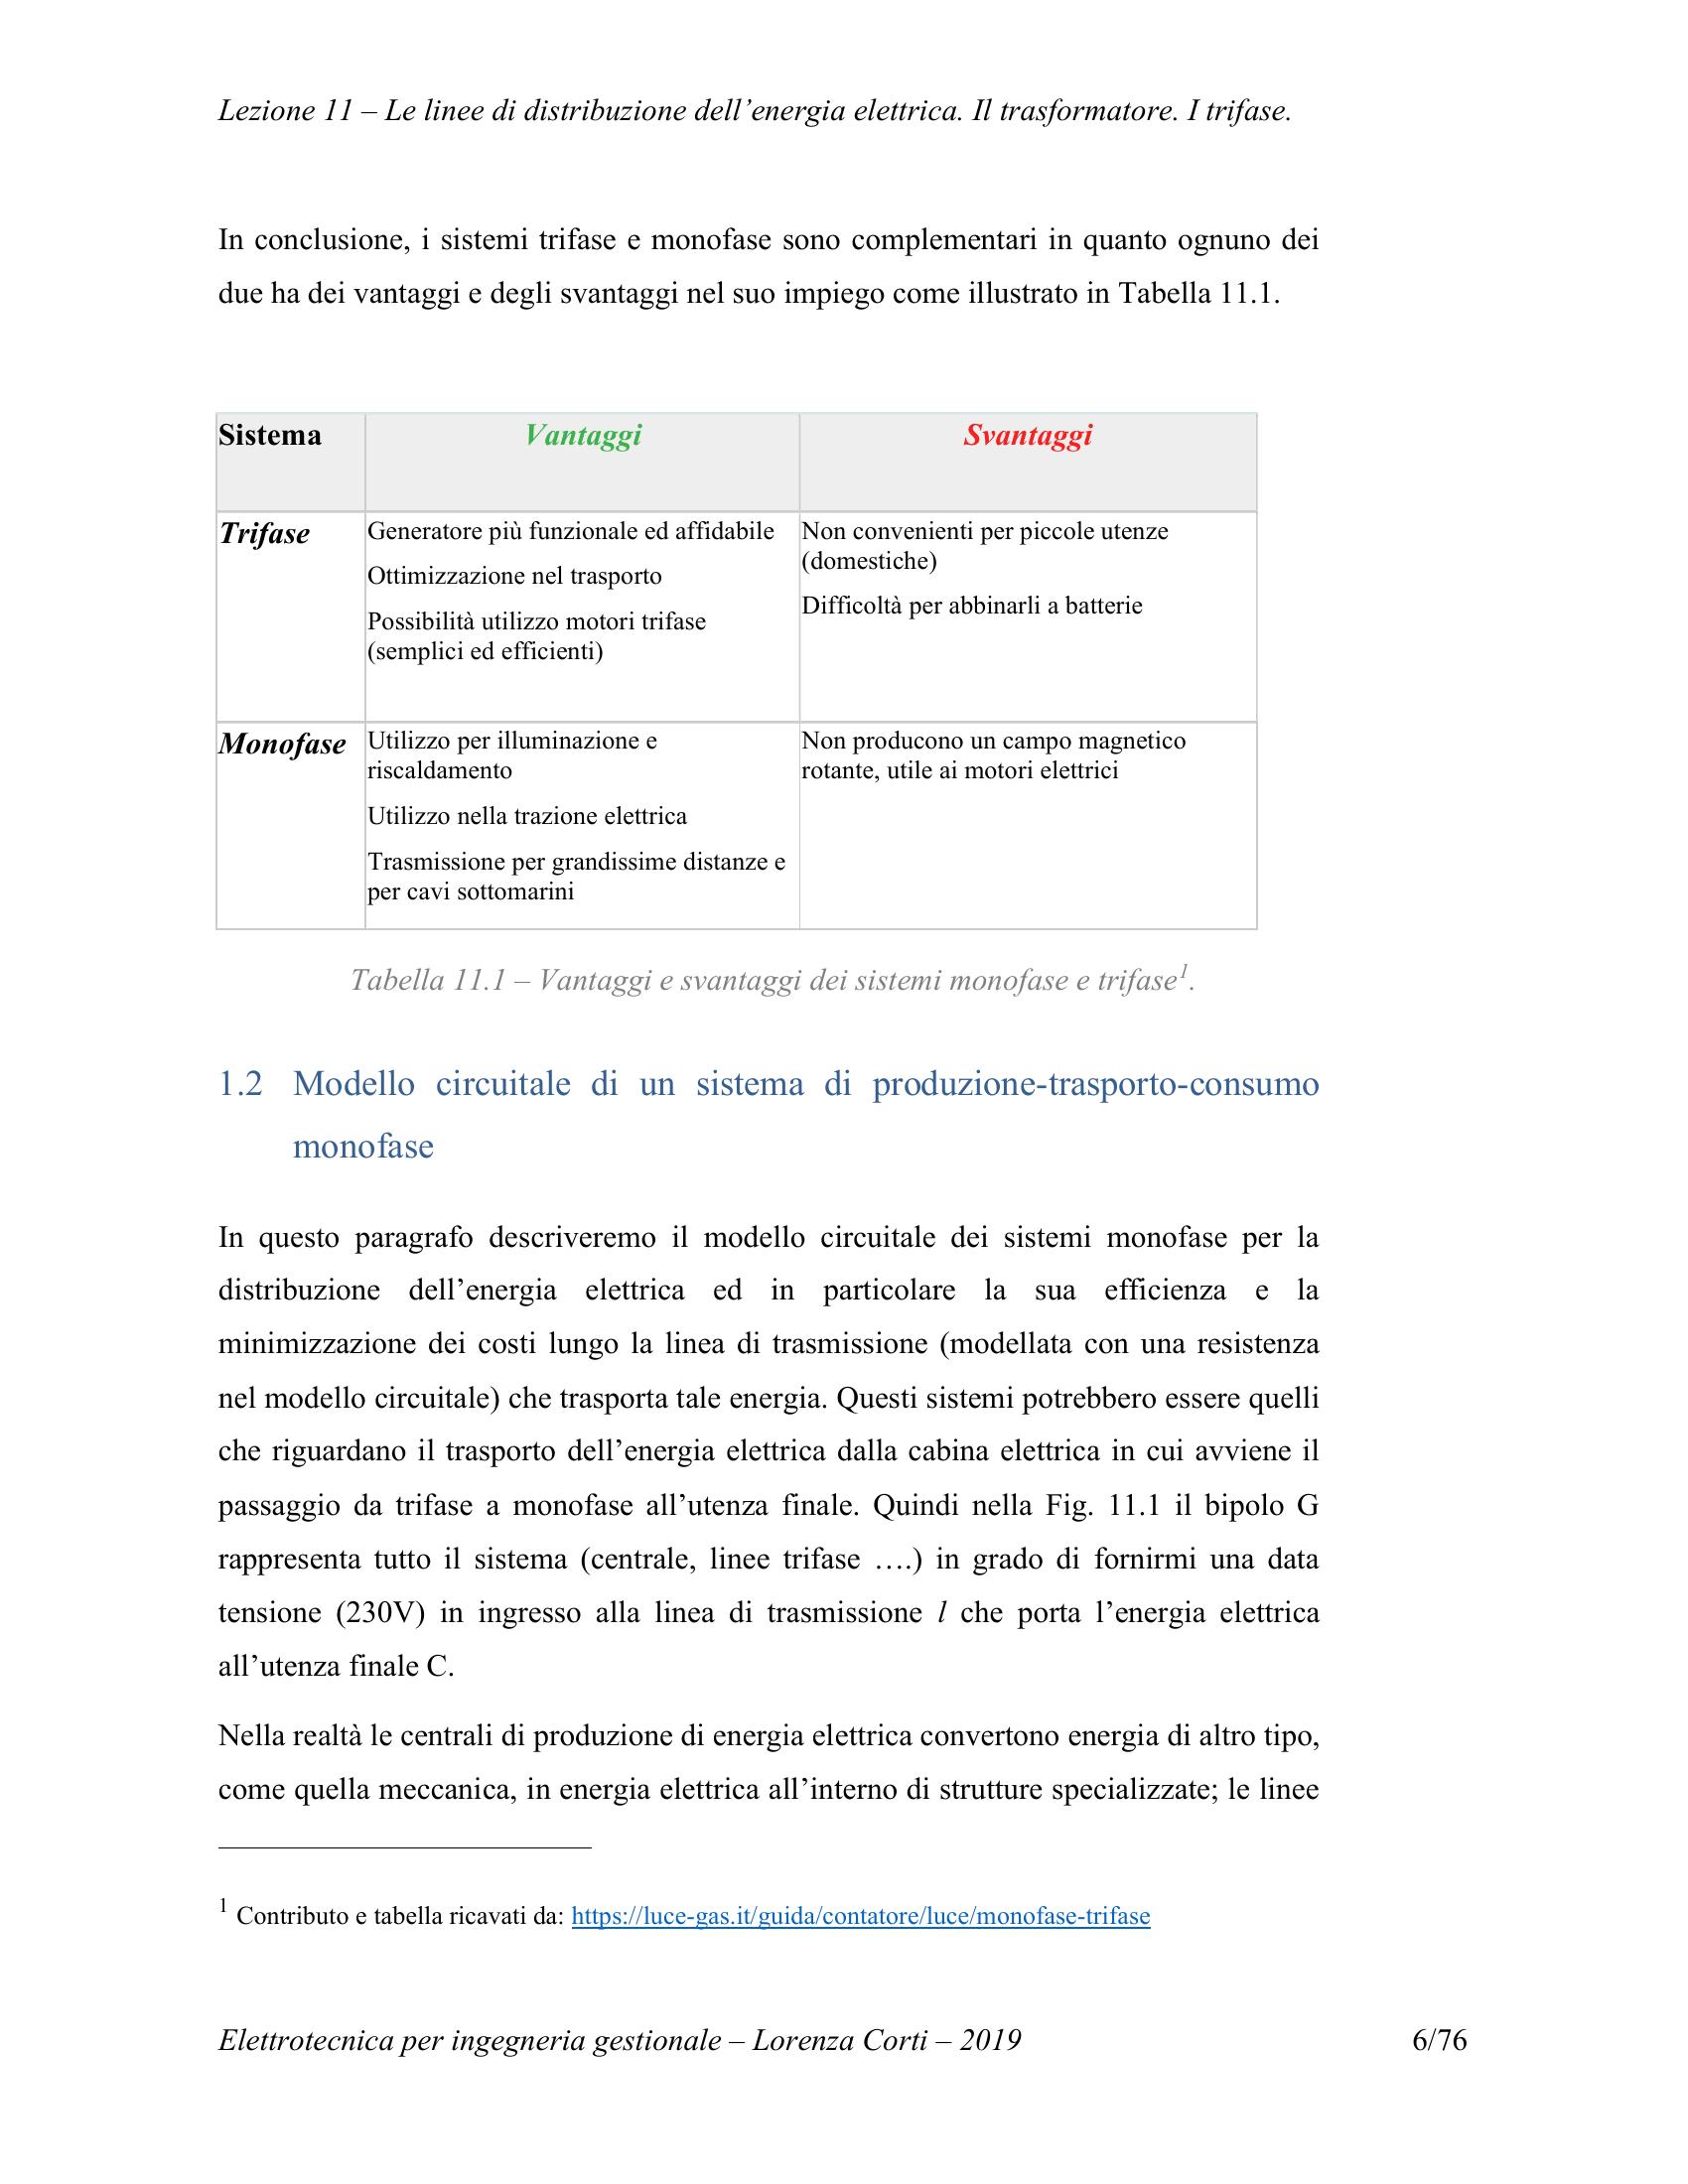 Lezione 11 – Le linee di distribuzione dell’energia elettrica. Il trasformatore. I trifase.
In conclusione, i sistemi trifase e monofase sono complementari in quanto ognuno dei
due ha dei vantaggi e degli svantaggi nel suo impiego come illustrato in Tabella 11.1.
Sistema Vantaggi Svantaggi
Trifase
Generatore più funzionale ed affidabile
Ottimizzazione nel trasporto
Possibilità utilizzo motori trifase
(semplici ed efficienti)
Non convenienti per piccole utenze
(domestiche)
Difficoltà per abbinarli a batterie
Monofase
Utilizzo per illuminazione e
riscaldamento
Utilizzo nella trazione elettrica
Trasmissione per grandissime distanze e
per cavi sottomarini
Non producono un campo magnetico
rotante, utile ai motori elettrici
Tabella 11.1 – Vantaggi e svantaggi dei sistemi monofase e trifase1.
1.2 Modello circuitale di un sistema di produzione-trasporto-consumo
monofase
In questo paragrafo descriveremo il modello circuitale dei sistemi monofase per la
distribuzione dell’energia elettrica ed in particolare la sua efficienza e la
minimizzazione dei costi lungo la linea di trasmissione (modellata con una resistenza
nel modello circuitale) che trasporta tale energia. Questi sistemi potrebbero essere quelli
che riguardano il trasporto dell’energia elettrica dalla cabina elettrica in cui avviene il
passaggio da trifase a monofase all’utenza finale. Quindi nella Fig. 11.1 il bipolo G
rappresenta tutto il sistema (centrale, linee trifase ….) in grado di fornirmi una data
tensione (230V) in ingresso alla linea di trasmissione l che porta l’energia elettrica
all’utenza finale C.
Nella realtà le centrali di produzione di energia elettrica convertono energia di altro tipo,
come quella meccanica, in energia elettrica all’interno di strutture specializzate; le linee
1 Contributo e tabella ricavati da: https://luce-gas.it/guida/contatore/luce/monofase-trifase
Elettrotecnica per ingegneria gestionale – Lorenza Corti – 2019 6/76